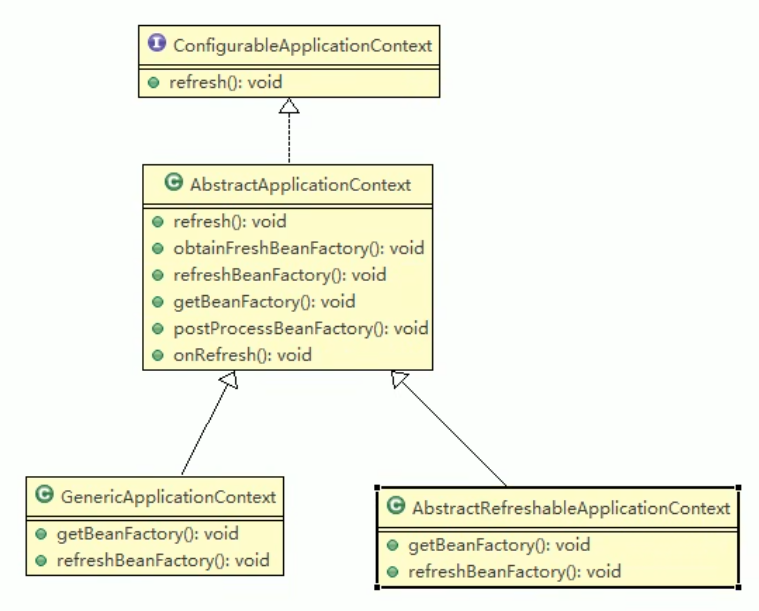 ConfigurableApplicationContext
refresh(): void
AbstractApplicationContext
refresh(): void
obtainFreshBeanFactory(): void
refreshBeanFactory(): void
getBeanFactory(): void
postProcessBeanFactory(): void
onRefresh(): void
GenericApplicationContext
getBeanFactory(): void
refreshBeanFactory(): void
AbstractRefreshableApplicationContext
getBeanFactory(): void
refreshBeanFactory(): void